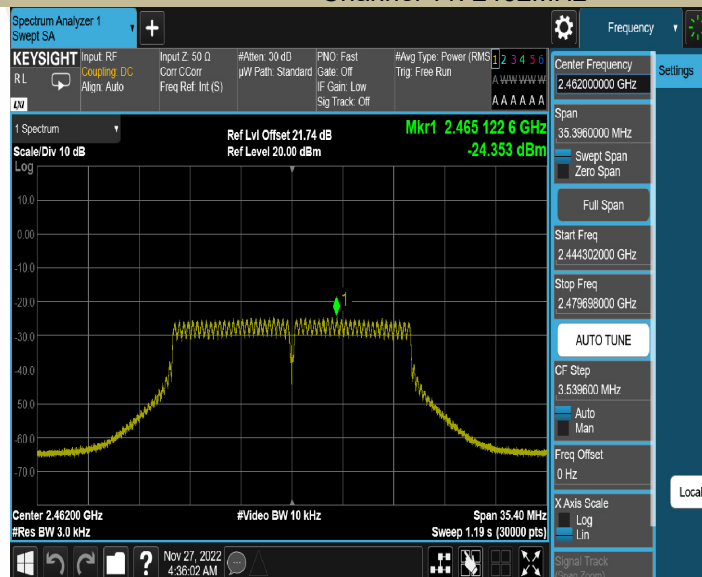 Spectrum Analyzer 1
Swept SA
+
Frequency
KEYSIGHT
RL
LXI
Input: RF
Coupling: DC
Align: Auto
Input Z: 50 Ω
Corr CCorr
Freq Ref: Int (S)
#Atten: 30 dB
µW Path: Standard
PNO: Fast
Gate: Off
IF Gain: Low
Sig Track: Off
#Avg Type: Power (RMS
Trig: Free Run
1 2 3 4 5 6
A W W W W W
A A A A A A
1 Spectrum
Scale/Div 10 dB
Log
Ref Lvl Offset 21.74 dB
Ref Level 20.00 dBm
Mkr1 2.465 122 6 GHz
-24.353 dBm
10.0
0.00
-10.0
-20.0
-30.0
-40.0
-50.0
-60.0
-70.0
1
Center 2.46200 GHz
#Res BW 3.0 kHz
#Video BW 10 kHz
Span 35.40 MHz
Sweep 1.19 s (30000 pts)
?
Nov 27, 2022
4:36:02 AM
Center Frequency
2.462000000 GHz
Settings
Span
35.3960000 MHz
Swept Span
Zero Span
Full Span
Start Freq
2.444302000 GHz
Stop Freq
2.479698000 GHz
AUTO TUNE
CF Step
3.539600 MHz
Auto
Man
Freq Offset
0 Hz
X Axis Scale
Log
Lin
Local
Signal Track
(Span Zoom)